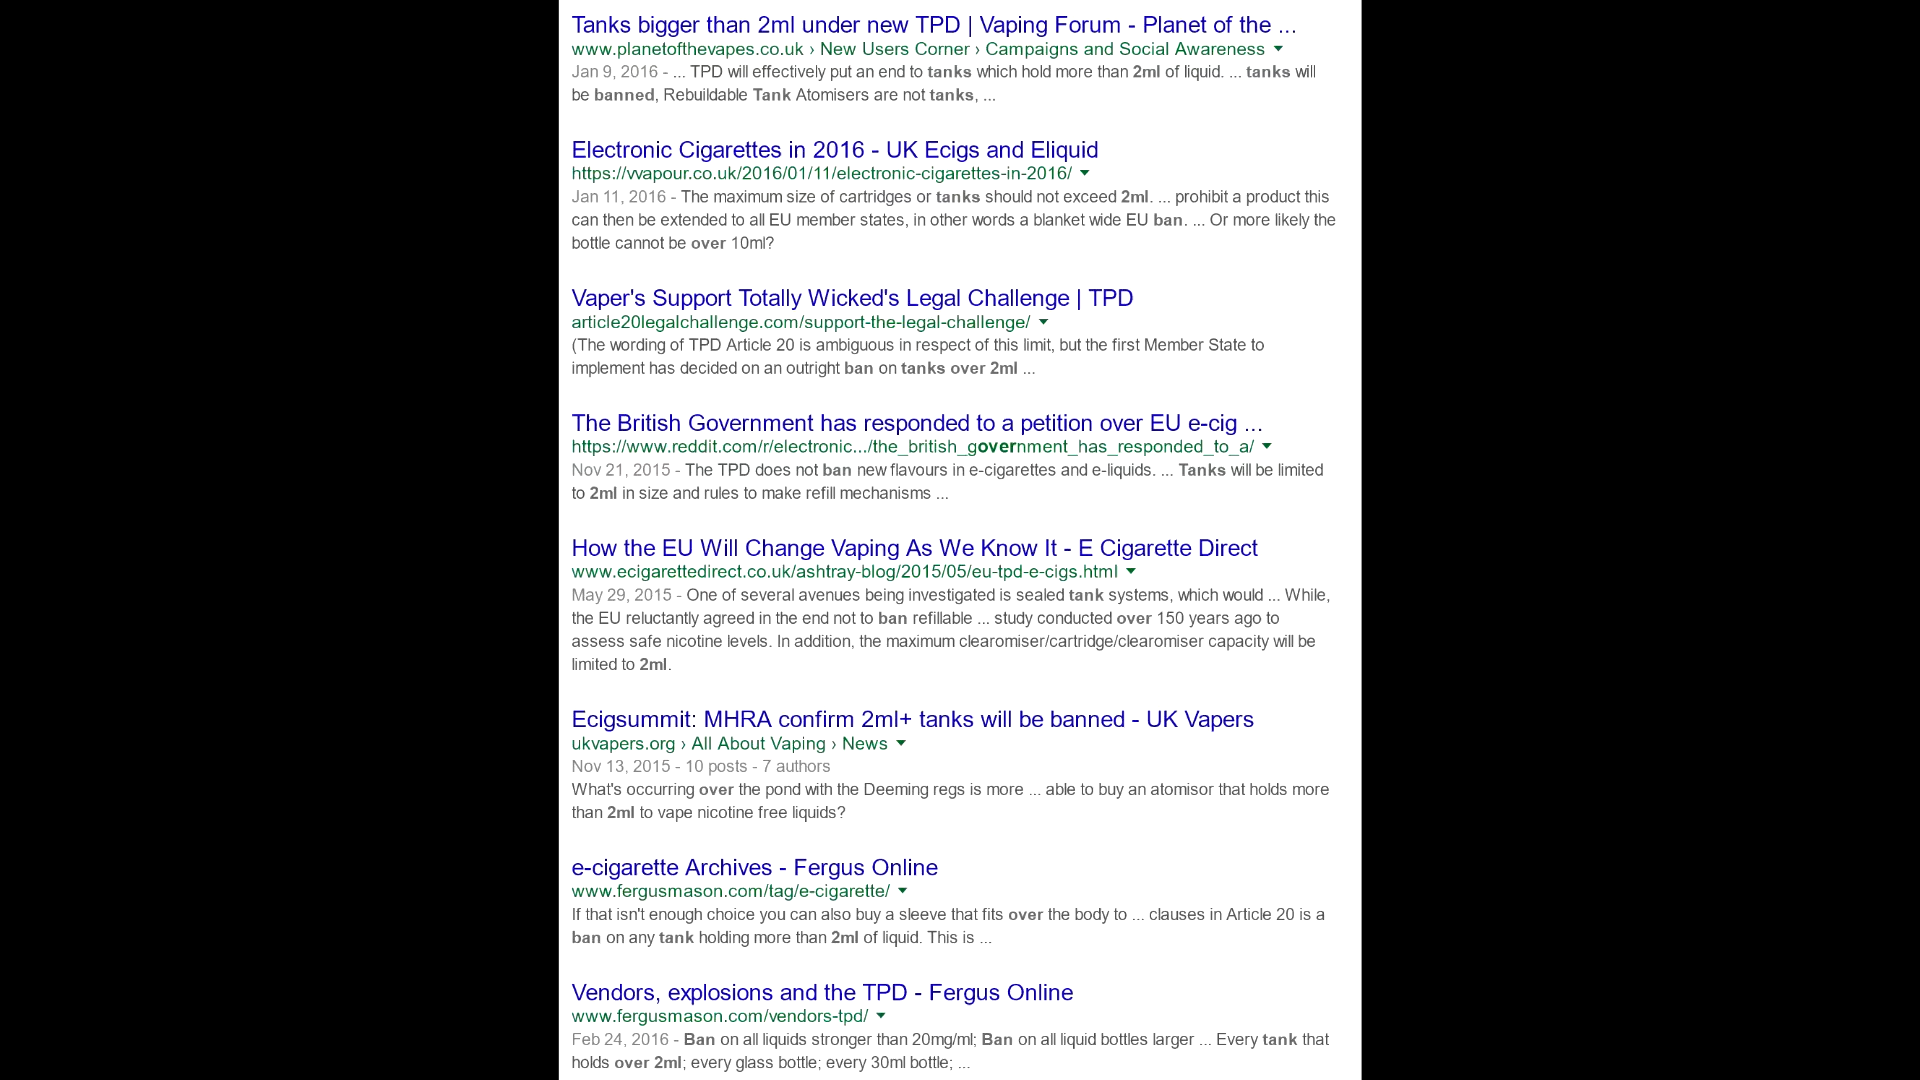 Tanks bigger than 2ml under new TPD | Vaping Forum - Planet of the ...
www.planetofthevapes.co.uk › New Users Corner › Campaigns and Social Awareness
Jan 9, 2016 - ... TPD will effectively put an end to tanks which hold more than 2ml of liquid. ... tanks will
be banned, Rebuildable Tank Atomisers are not tanks, ...
Electronic Cigarettes in 2016 - UK Ecigs and Eliquid
https://vvapour.co.uk/2016/01/11/electronic-cigarettes-in-2016/
Jan 11, 2016 - The maximum size of cartridges or tanks should not exceed 2ml. ... prohibit a product this
can then be extended to all EU member states, in other words a blanket wide EU ban. ... Or more likely the
bottle cannot be over 10ml?
Vaper's Support Totally Wicked's Legal Challenge | TPD
article20legalchallenge.com/support-the-legal-challenge/
(The wording of TPD Article 20 is ambiguous in respect of this limit, but the first Member State to
implement has decided on an outright ban on tanks over 2ml ...
The British Government has responded to a petition over EU e-cig ...
https://www.reddit.com/r/electronic.../the_british_government_has_responded_to_a/
Nov 21, 2015 - The TPD does not ban new flavours in e-cigarettes and e-liquids. ... Tanks will be limited
to 2ml in size and rules to make refill mechanisms ...
How the EU Will Change Vaping As We Know It - E Cigarette Direct
www.ecigarettedirect.co.uk/ashtray-blog/2015/05/eu-tpd-e-cigs.html
May 29, 2015 - One of several avenues being investigated is sealed tank systems, which would ... While,
the EU reluctantly agreed in the end not to ban refillable ... study conducted over 150 years ago to
assess safe nicotine levels. In addition, the maximum clearomiser/cartridge/clearomiser capacity will be
limited to 2ml.
Ecigsummit: MHRA confirm 2ml+ tanks will be banned - UK Vapers
ukvapers.org › All About Vaping › News
Nov 13, 2015 - 10 posts - 7 authors
What's occurring over the pond with the Deeming regs is more ... able to buy an atomisor that holds more
than 2ml to vape nicotine free liquids?
e-cigarette Archives - Fergus Online
www.fergusmason.com/tag/e-cigarette/
If that isn't enough choice you can also buy a sleeve that fits over the body to ... clauses in Article 20 is a
ban on any tank holding more than 2ml of liquid. This is ...
Vendors, explosions and the TPD - Fergus Online
www.fergusmason.com/vendors-tpd/
Feb 24, 2016 - Ban on all liquids stronger than 20mg/ml; Ban on all liquid bottles larger ... Every tank that
holds over 2ml; every glass bottle; every 30ml bottle; ...